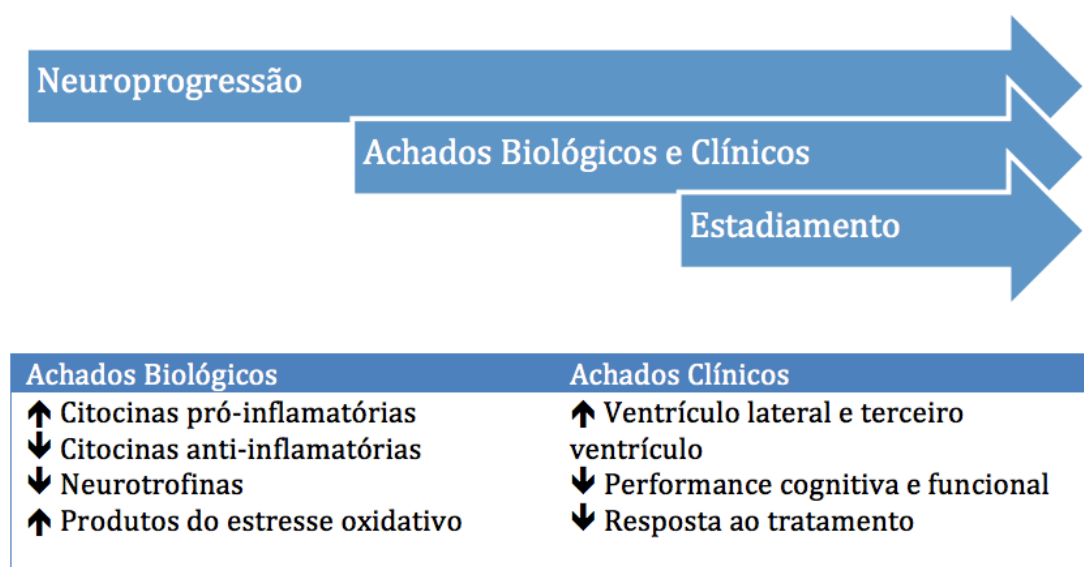 Neuroprogressão
Achados Biológicos e Clínicos
Estadiamento
Achados Biológicos
🡹 Citocinas pró-inflamatórias
🡻 Citocinas anti-inflamatórias
🡻 Neurotrofinas
🡹 Produtos do estresse oxidativo
Achados Clínicos
🡹 Ventrículo lateral e terceiro
ventrículo
🡻 Performance cognitiva e funcional
🡻 Resposta ao tratamento